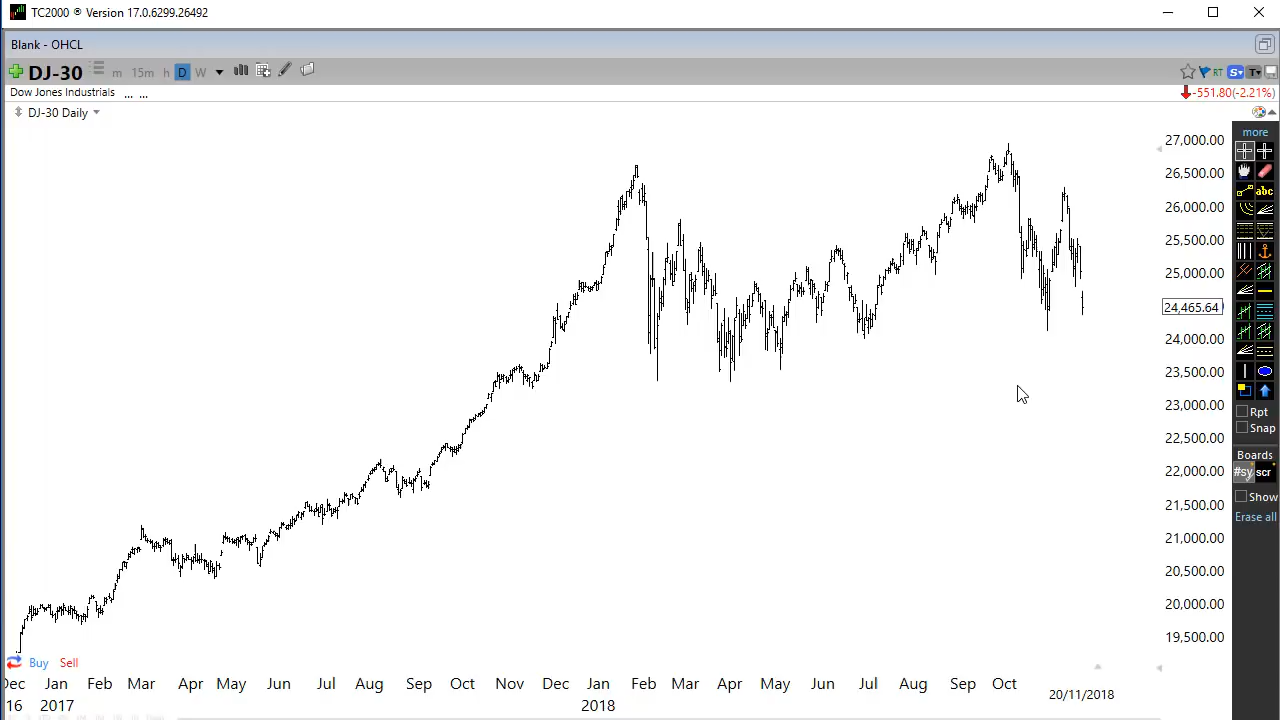 TC2000 ® Version 17.0.6299.26492
Blank - OHCL
DJ-30 m 15m h D W RT S T
Dow Jones Industrials ... ... -551.80(-2.21%)
DJ-30 Daily
more
abc
27,000.00
26,500.00
26,000.00
25,500.00
25,000.00
24,465.64
24,000.00
23,500.00
23,000.00
22,500.00
22,000.00
21,500.00
21,000.00
20,500.00
20,000.00
19,500.00
Rpt
Snap
Boards
#sy scr
Show
Erase all
Buy Sell
Dec Jan Feb Mar Apr May Jun Jul Aug Sep Oct Nov Dec Jan Feb Mar Apr May Jun Jul Aug Sep Oct
16 2017 2018 20/11/2018